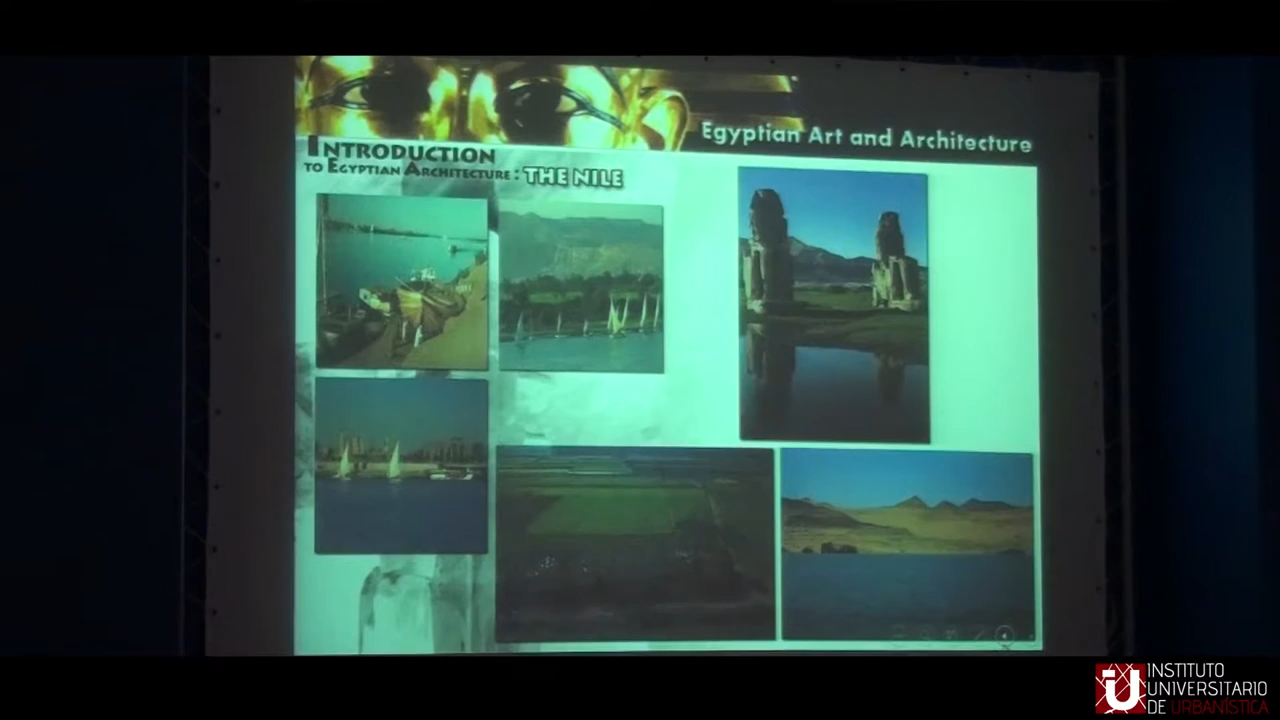 Egyptian Art and Architecture
INTRODUCTION
TO EGYPTIAN ARCHITECTURE: THE NILE
INSTITUTO
UNIVERSITARIO
DE URBANÍSTICA